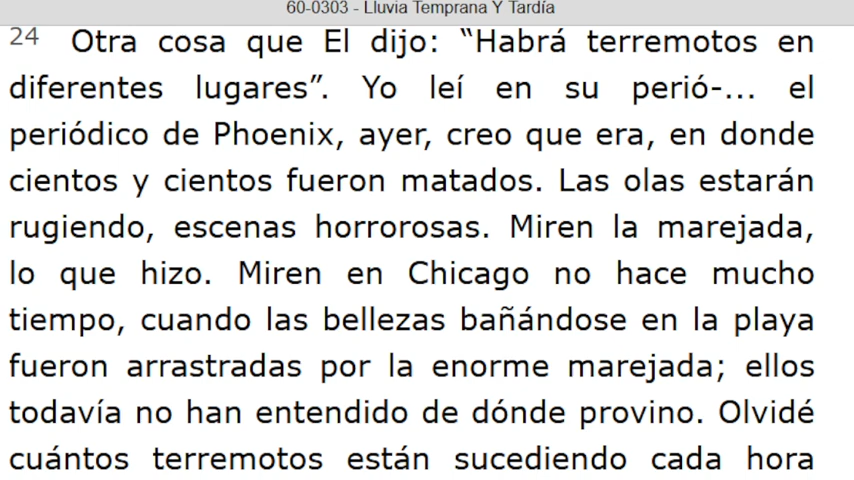 60-0303 - Lluvia Temprana Y Tardía
24 Otra cosa que El dijo: “Habrá terremotos en
diferentes lugares”. Yo leí en su perió-... el
periódico de Phoenix, ayer, creo que era, en donde
cientos y cientos fueron matados. Las olas estarán
rugiendo, escenas horrorosas. Miren la marejada,
lo que hizo. Miren en Chicago no hace mucho
tiempo, cuando las bellezas bañándose en la playa
fueron arrastradas por la enorme marejada; ellos
todavía no han entendido de dónde provino. Olvidé
cuántos terremotos están sucediendo cada hora